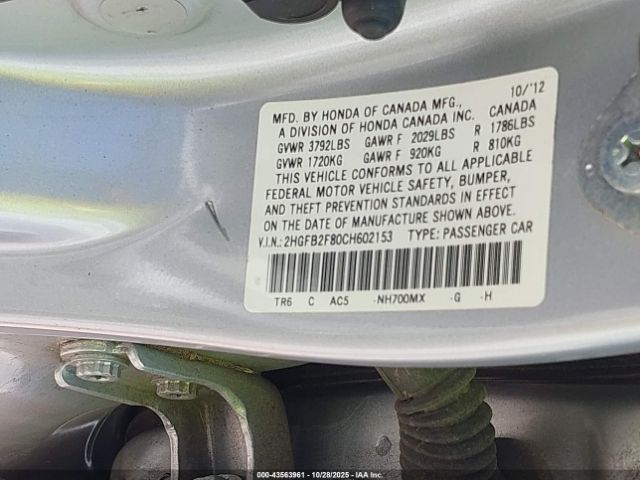 10/'12
MFD. BY HONDA OF CANADA MFG., CANADA
A DIVISION OF HONDA CANADA INC.
GVWR 3792LBS GAWR F 2029LBS R 1786LBS
GVWR 1720KG GAWR F 920KG R 810KG
THIS VEHICLE CONFORMS TO ALL APPLICABLE
FEDERAL MOTOR VEHICLE SAFETY, BUMPER,
AND THEFT PREVENTION STANDARDS IN EFFECT
ON THE DATE OF MANUFACTURE SHOWN ABOVE.
V.I.N.: 2HGFB2F80CH602153 TYPE: PASSENGER CAR
TR6 C AC5 -NH700MX -G -H
000-43563961 | 10/28/2025 | IAA Inc.